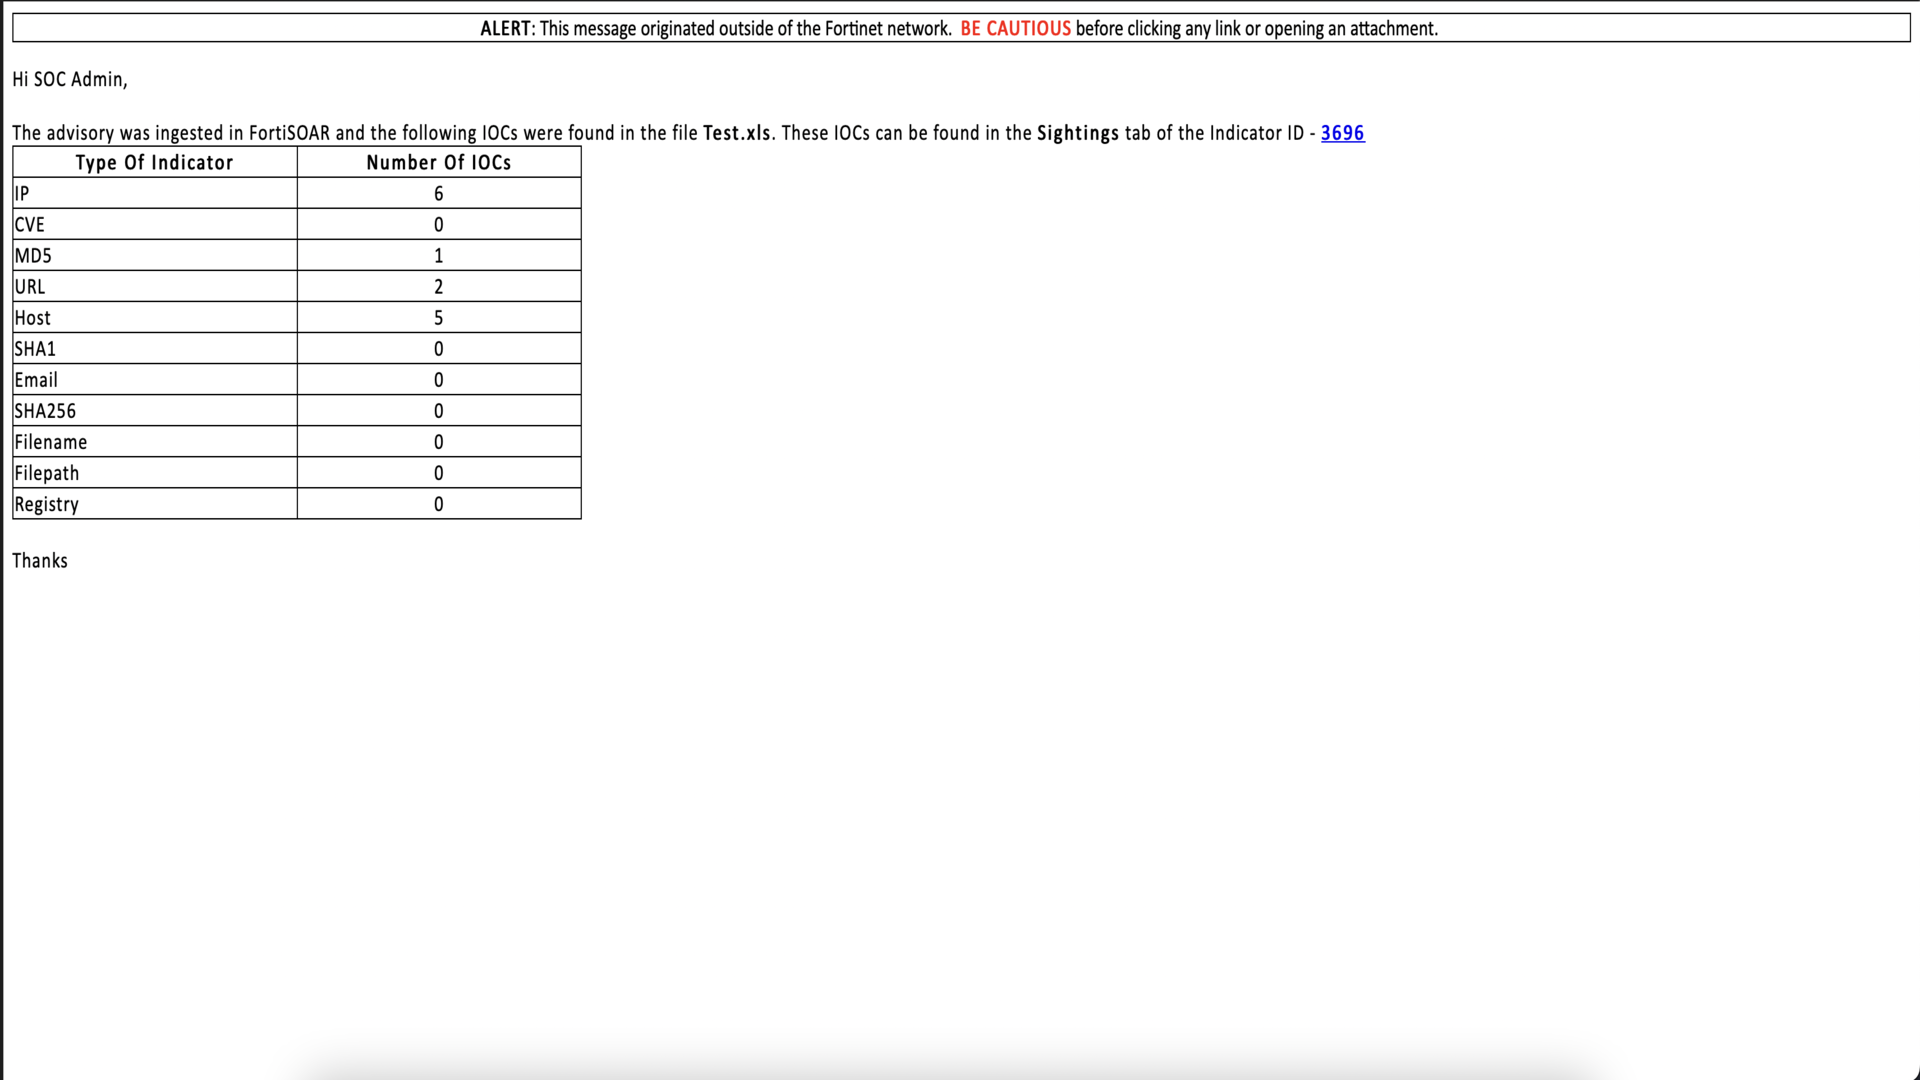 ALERT: This message originated outside of the Fortinet network. BE CAUTIOUS before clicking any link or opening an attachment.
Hi SOC Admin,
The advisory was ingested in FortiSOAR and the following IOCs were found in the file Test.xls. These IOCs can be found in the Sightings tab of the Indicator ID - 3696
Type Of Indicator Number Of IOCs
IP 6
CVE 0
MD5 1
URL 2
Host 5
SHA1 0
Email 0
SHA256 0
Filename 0
Filepath 0
Registry 0
Thanks